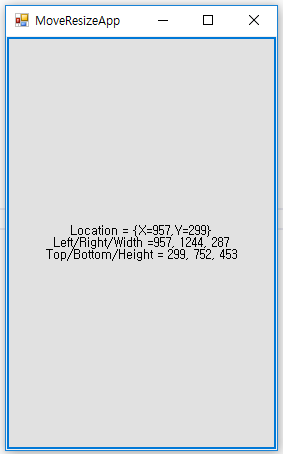 MoveResizeApp
Location = {X=957,Y=299}
Left/Right/Width =957, 1244, 287
Top/Bottom/Height = 299, 752, 453